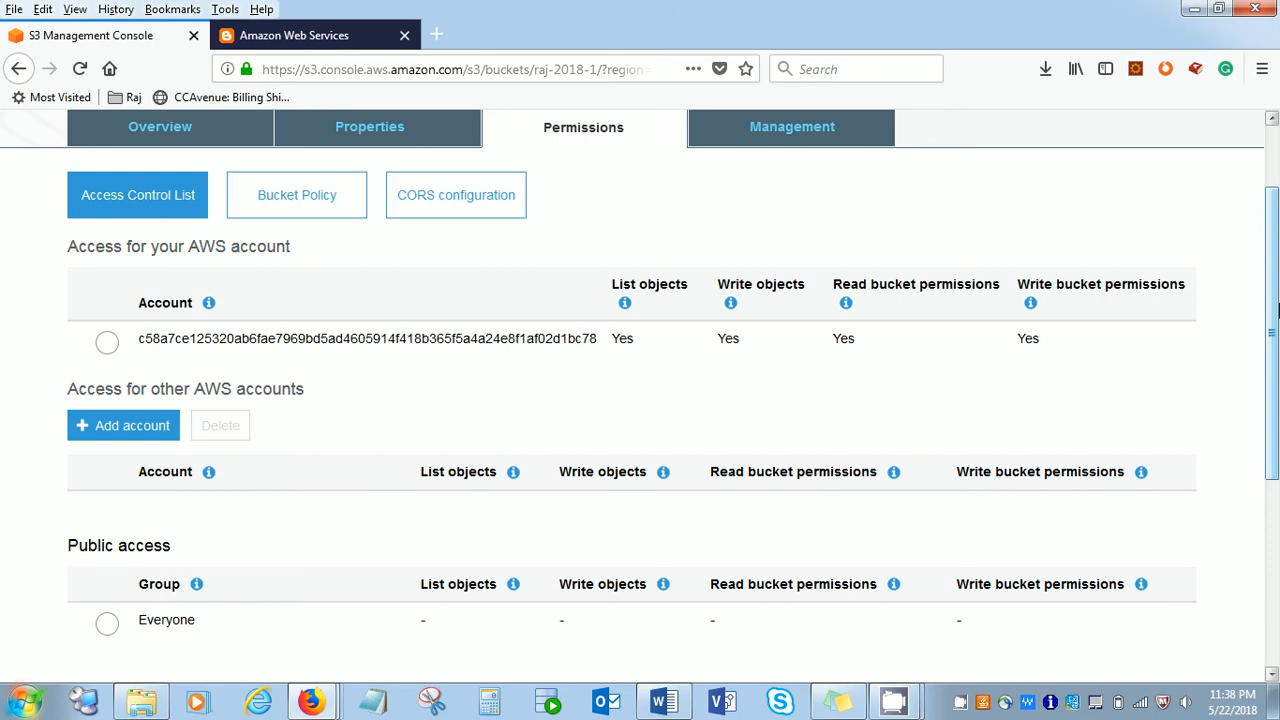 File Edit View History Bookmarks Tools Help
S3 Management Console
Amazon Web Services
https://s3.console.aws.amazon.com/s3/buckets/raj-2018-1/?region=
Search
Most Visited Raj CCAvenue: Billing Shi...
Overview Properties Permissions Management
Access Control List Bucket Policy CORS configuration
Access for your AWS account
Account List objects Write objects Read bucket permissions Write bucket permissions
c58a7ce125320ab6fae7969bd5ad4605914f418b365f5a4a24e8f1af02d1bc78 Yes Yes Yes Yes
Access for other AWS accounts
Add account Delete
Account List objects Write objects Read bucket permissions Write bucket permissions
Public access
Group List objects Write objects Read bucket permissions Write bucket permissions
Everyone - - - -
11:38 PM
5/22/2018